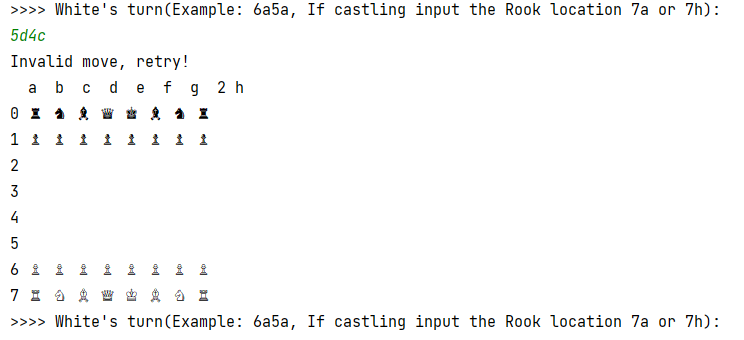 >>>> White's turn(Example: 6a5a, If castling input the Rook location 7a or 7h):
5d4c
Invalid move, retry!
a b c d e f g 2 h
0 ♜ ♞ ♝ ♛ ♚ ♝ ♞ ♜
1 ♟ ♟ ♟ ♟ ♟ ♟ ♟ ♟
2
3
4
5
6 ♙ ♙ ♙ ♙ ♙ ♙ ♙ ♙
7 ♖ ♘ ♗ ♕ ♔ ♗ ♘ ♖
>>>> White's turn(Example: 6a5a, If castling input the Rook location 7a or 7h):